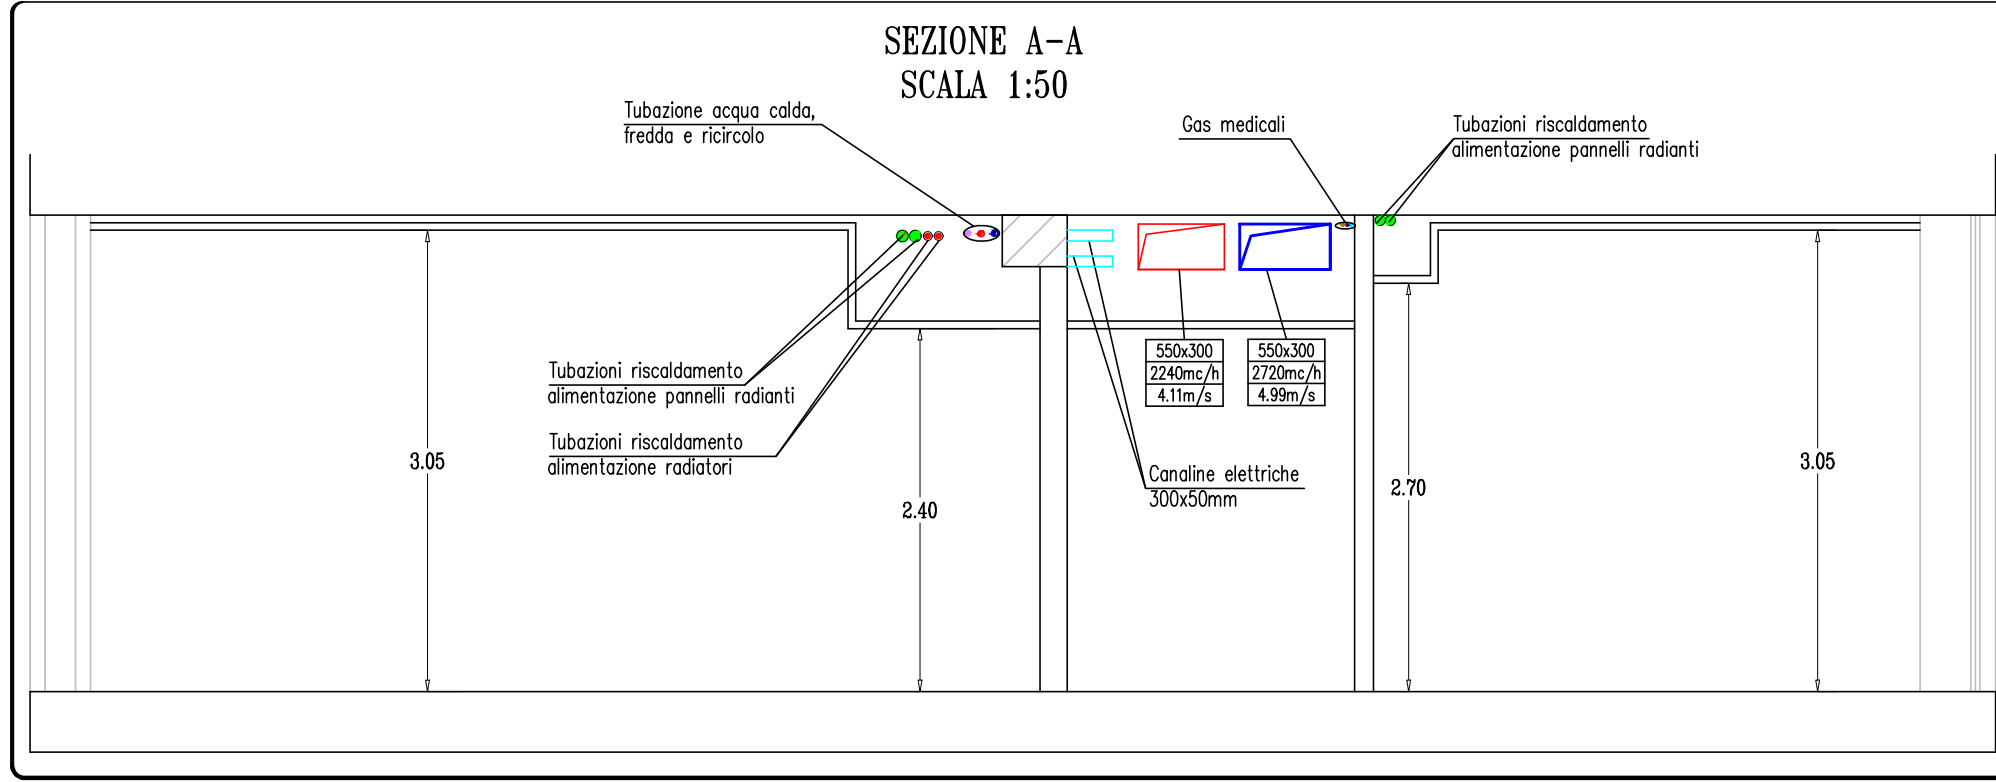 SEZIONE A-A
SCALA 1:50
Tubazione acqua calda,
fredda e ricircolo
Gas medicali
Tubazioni riscaldamento
alimentazione pannelli radianti
550x300
2240mc/h
4.11m/s
550x300
2720mc/h
4.99m/s
Tubazioni riscaldamento
alimentazione pannelli radianti
Tubazioni riscaldamento
alimentazione radiatori
3.05
2.40
Canaline elettriche
300x50mm
2.70
3.05